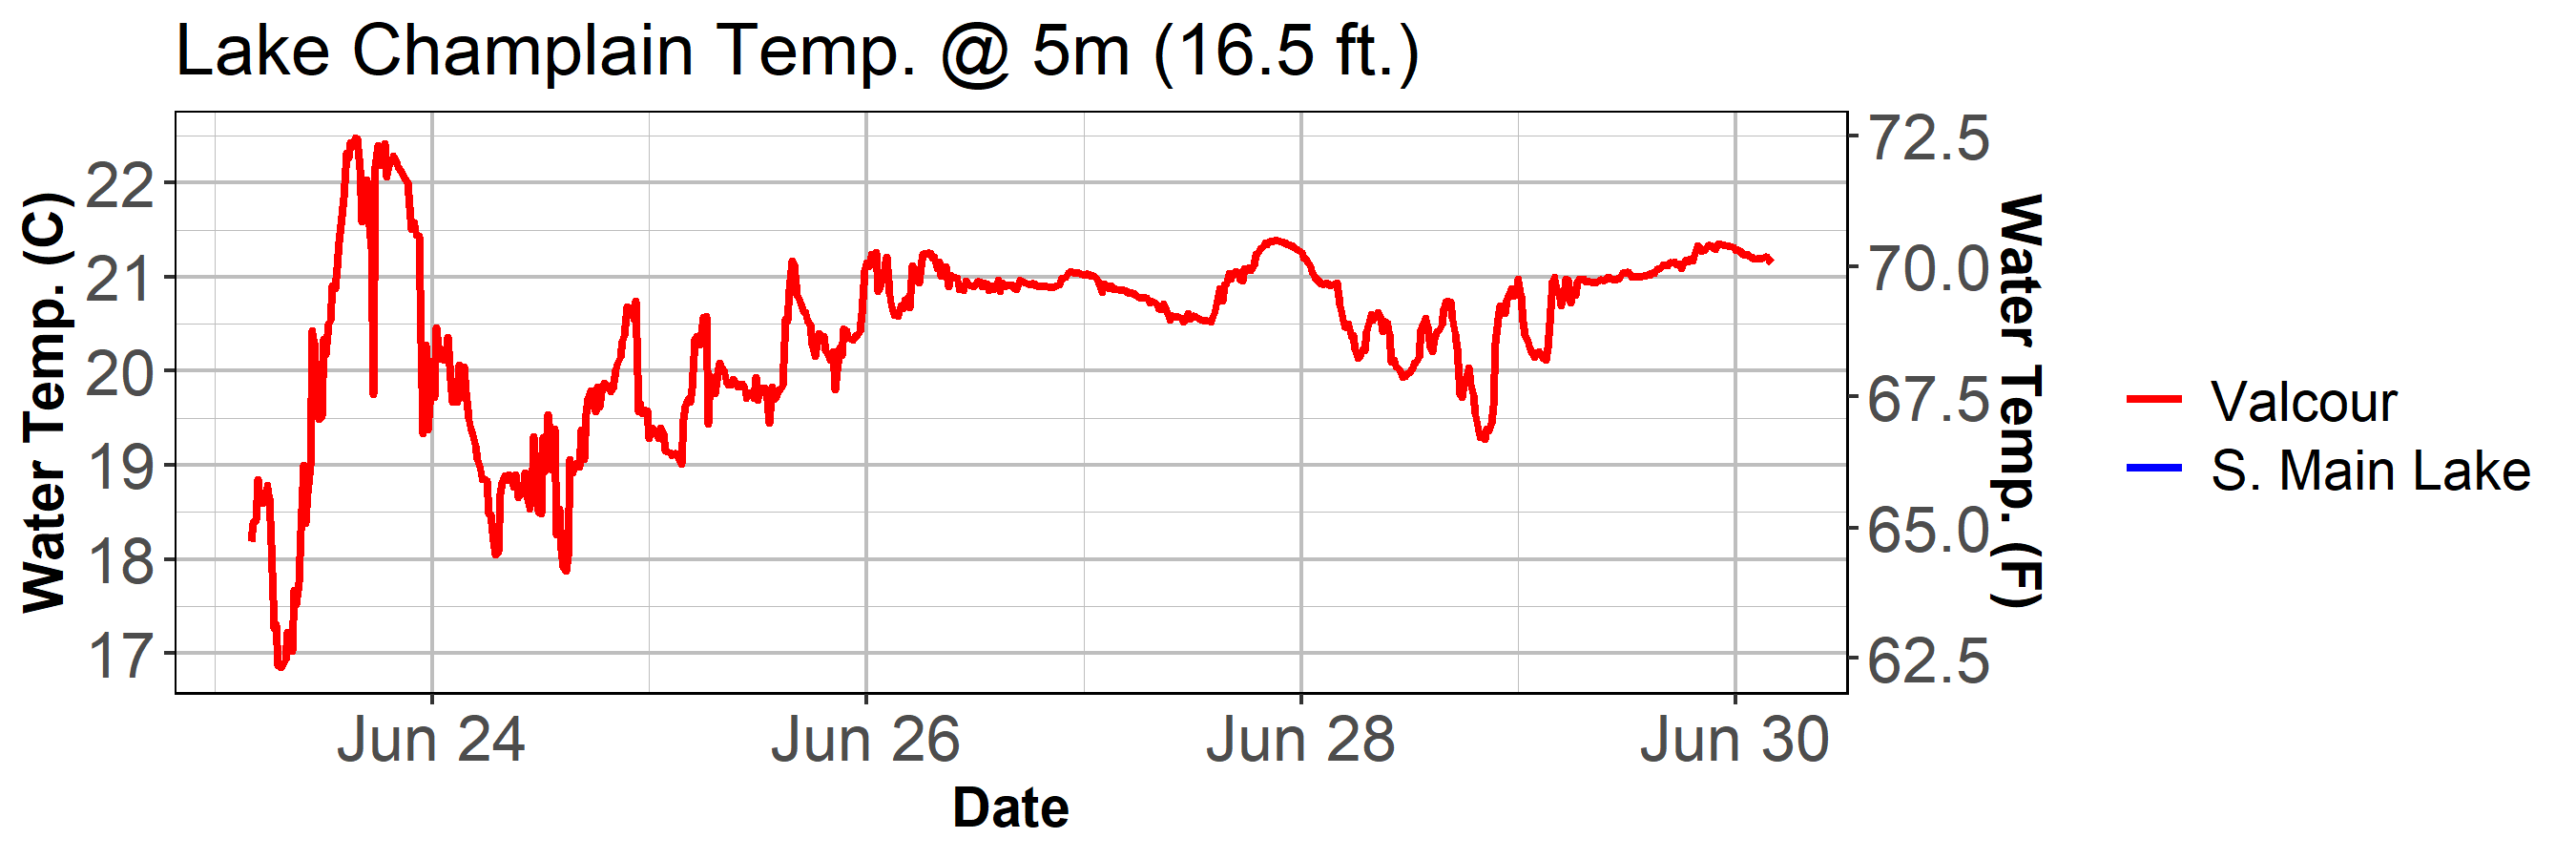 Lake Champlain Temp. @ 5m (16.5 ft.)
Water Temp. (C)
22
21
20
19
18
17
72.5
70.0
67.5
65.0
62.5
Water Temp. (F)
Jun 24
Jun 26
Jun 28
Jun 30
Date
Valcour
S. Main Lake